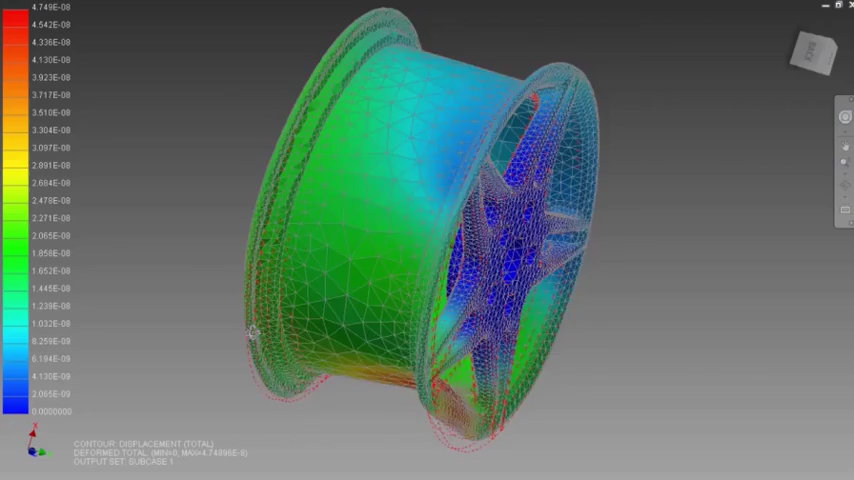 4.749E-08
4.542E-08
4.336E-08
4.130E-08
3.923E-08
3.717E-08
3.510E-08
3.304E-08
3.097E-08
2.891E-08
2.684E-08
2.478E-08
2.271E-08
2.065E-08
1.858E-08
1.652E-08
1.445E-08
1.239E-08
1.032E-08
8.259E-09
6.194E-09
4.130E-09
2.065E-09
0.0000000
BACK
X
CONTOUR: DISPLACEMENT (TOTAL)
DEFORMED TOTAL: (MIN=0, MAX=4.74896E-8)
OUTPUT SET: SUBCASE 1